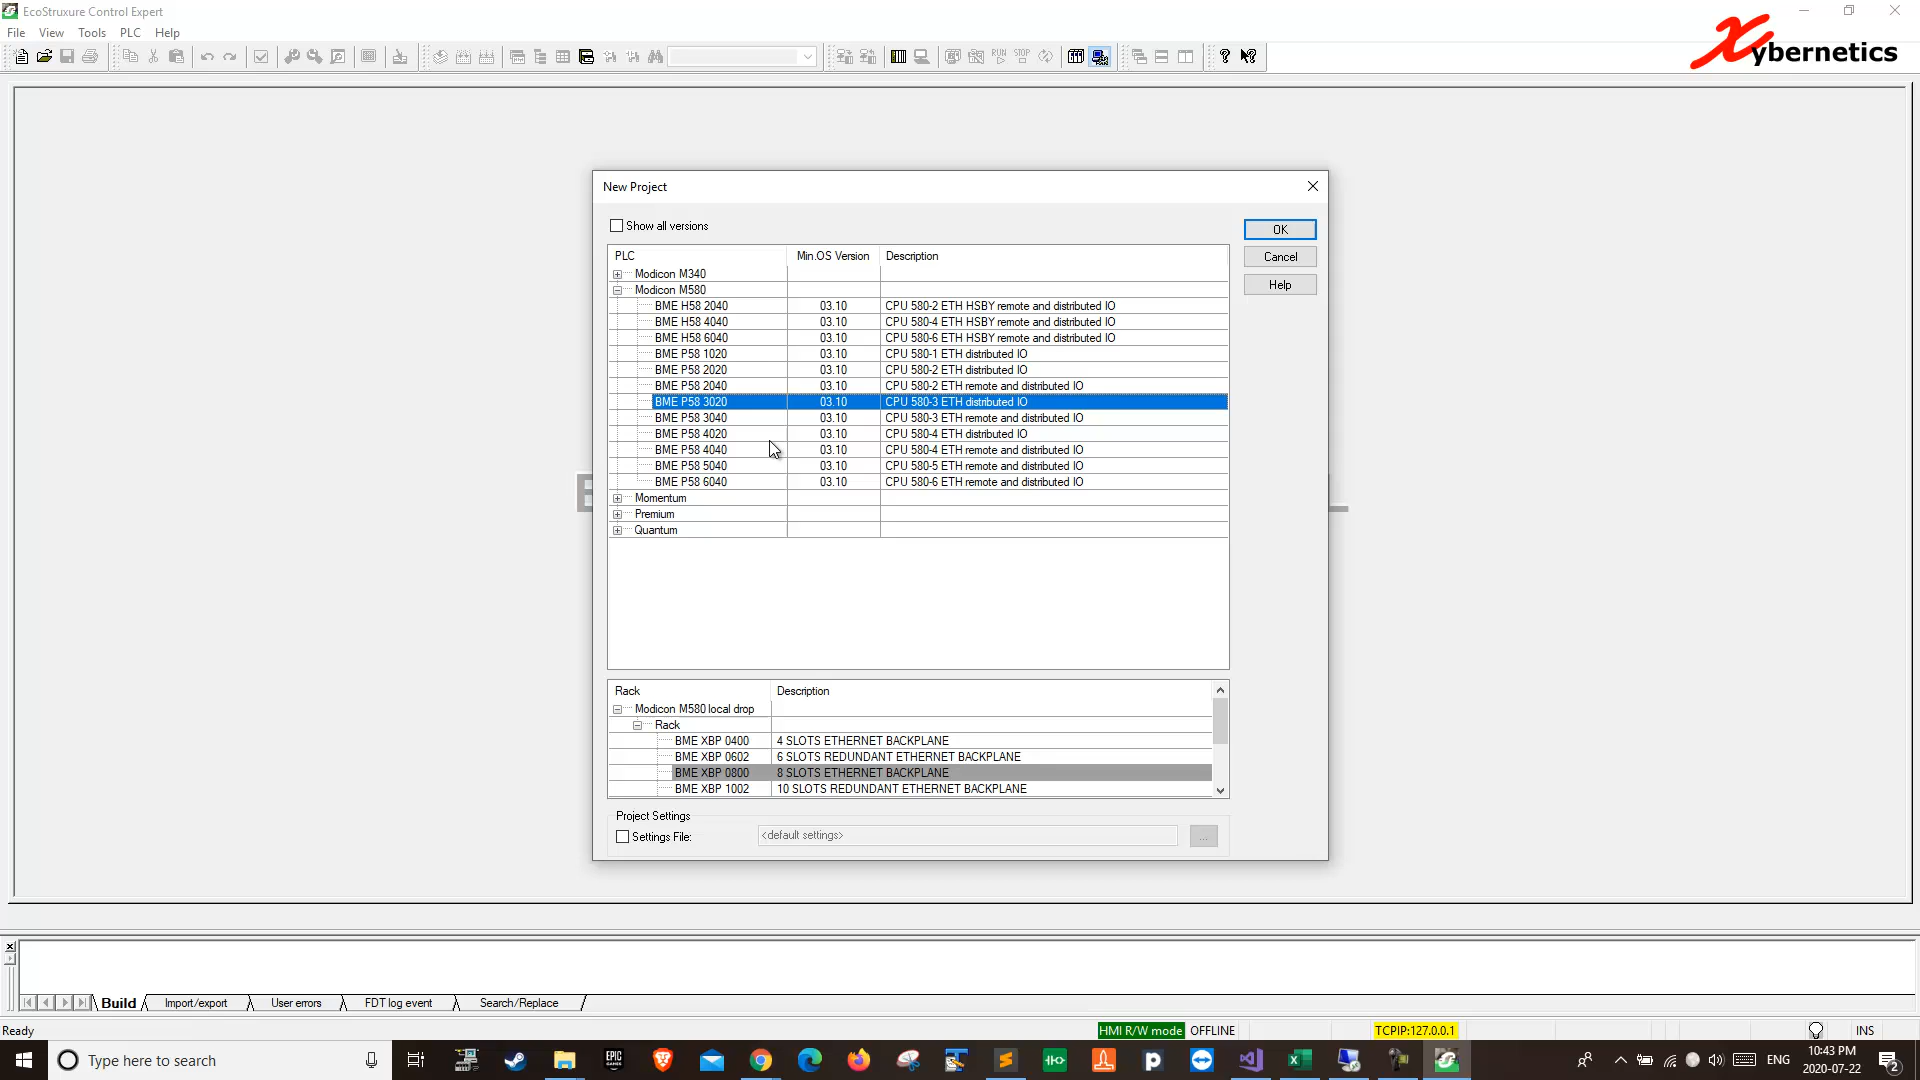 EcoStruxure Control Expert
File View Tools PLC Help
Xybernetics
New Project
Show all versions
OK
Cancel
Help
PLC Min.OS Version Description
Modicon M340
Modicon M580
BME H58 2040 03.10 CPU 580-2 ETH HSBY remote and distributed IO
BME H58 4040 03.10 CPU 580-4 ETH HSBY remote and distributed IO
BME H58 6040 03.10 CPU 580-6 ETH HSBY remote and distributed IO
BME P58 1020 03.10 CPU 580-1 ETH distributed IO
BME P58 2020 03.10 CPU 580-2 ETH distributed IO
BME P58 2040 03.10 CPU 580-2 ETH remote and distributed IO
BME P58 3020 03.10 CPU 580-3 ETH distributed IO
BME P58 3040 03.10 CPU 580-3 ETH remote and distributed IO
BME P58 4020 03.10 CPU 580-4 ETH distributed IO
BME P58 4040 03.10 CPU 580-4 ETH remote and distributed IO
BME P58 5040 03.10 CPU 580-5 ETH remote and distributed IO
BME P58 6040 03.10 CPU 580-6 ETH remote and distributed IO
Momentum
Premium
Quantum
Rack Description
Modicon M580 local drop
Rack
BME XBP 0400 4 SLOTS ETHERNET BACKPLANE
BME XBP 0602 6 SLOTS REDUNDANT ETHERNET BACKPLANE
BME XBP 0800 8 SLOTS ETHERNET BACKPLANE
BME XBP 1002 10 SLOTS REDUNDANT ETHERNET BACKPLANE
Project Settings
Settings File: <default settings> ...
Build Import/export User errors FDT log event Search/Replace
Ready HMI R/W mode OFFLINE TCPIP:127.0.0.1 INS
Type here to search
ENG
10:43 PM
2020-07-22
2
RUN
STOP
EPIC GAMES